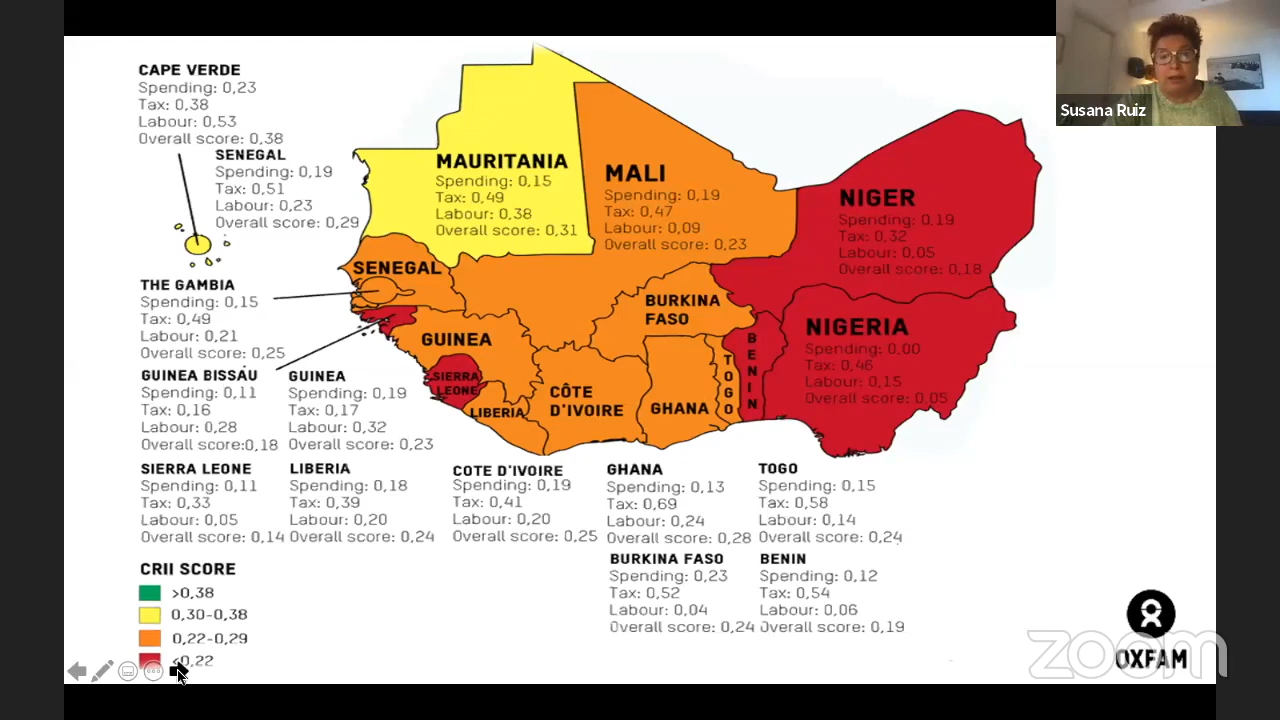 Susana Ruiz
CAPE VERDE
Spending: 0,23
Tax: 0,38
Labour: 0,53
Overall score: 0,38
SENEGAL
Spending: 0,19
Tax: 0,51
Labour: 0,23
Overall score: 0,29
MAURITANIA
Spending: 0,15
Tax: 0,49
Labour: 0,38
Overall score: 0,31
MALI
Spending: 0,19
Tax: 0,47
Labour: 0,09
Overall score: 0,23
NIGER
Spending: 0,19
Tax: 0,32
Labour: 0,05
Overall score: 0,18
SENEGAL
THE GAMBIA
Spending: 0,15
Tax: 0,49
Labour: 0,21
Overall score: 0,25
BURKINA
FASO
NIGERIA
Spending: 0,00
Tax: 0,46
Labour: 0,15
Overall score: 0,05
GUINEA
SIERRA
LEONE
LIBERIA
CÔTE
D'IVOIRE
GHANA
TOGO
BENIN
GUINEA BISSAU
Spending: 0,11
Tax: 0,16
Labour: 0,28
Overall score:0,18
GUINEA
Spending: 0,19
Tax: 0,17
Labour: 0,32
Overall score: 0,23
SIERRA LEONE
Spending: 0,11
Tax: 0,33
Labour: 0,05
Overall score: 0,14
LIBERIA
Spending: 0,18
Tax: 0,39
Labour: 0,20
Overall score: 0,24
COTE D'IVOIRE
Spending: 0,19
Tax: 0,41
Labour: 0,20
Overall score: 0,25
GHANA
Spending: 0,13
Tax: 0,69
Labour: 0,24
Overall score: 0,28
TOGO
Spending: 0,15
Tax: 0,58
Labour: 0,14
Overall score: 0,24
BURKINA FASO
Spending: 0,23
Tax: 0,52
Labour: 0,04
Overall score: 0,24
BENIN
Spending: 0,12
Tax: 0,54
Labour: 0,06
Overall score: 0,19
CRII SCORE
>0,38
0,30-0,38
0,22-0,29
<0,22
zoom
OXFAM